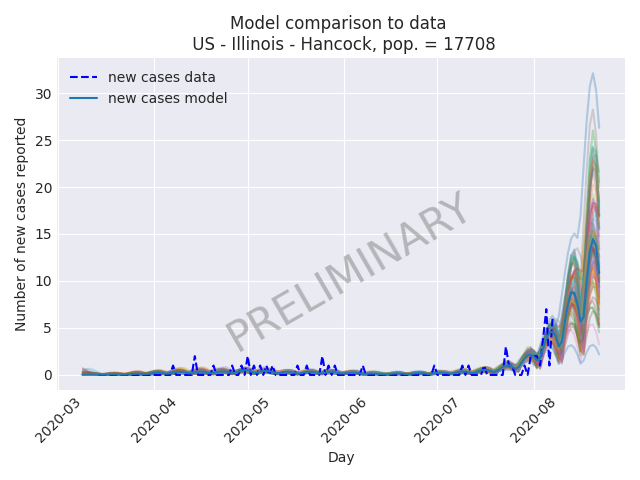 Model comparison to data
US - Illinois - Hancock, pop. = 17708
new cases data
new cases model
Number of new cases reported
30
25
20
15
10
5
0
PRELIMINARY
2020-03
2020-04
2020-05
2020-06
2020-07
2020-08
Day